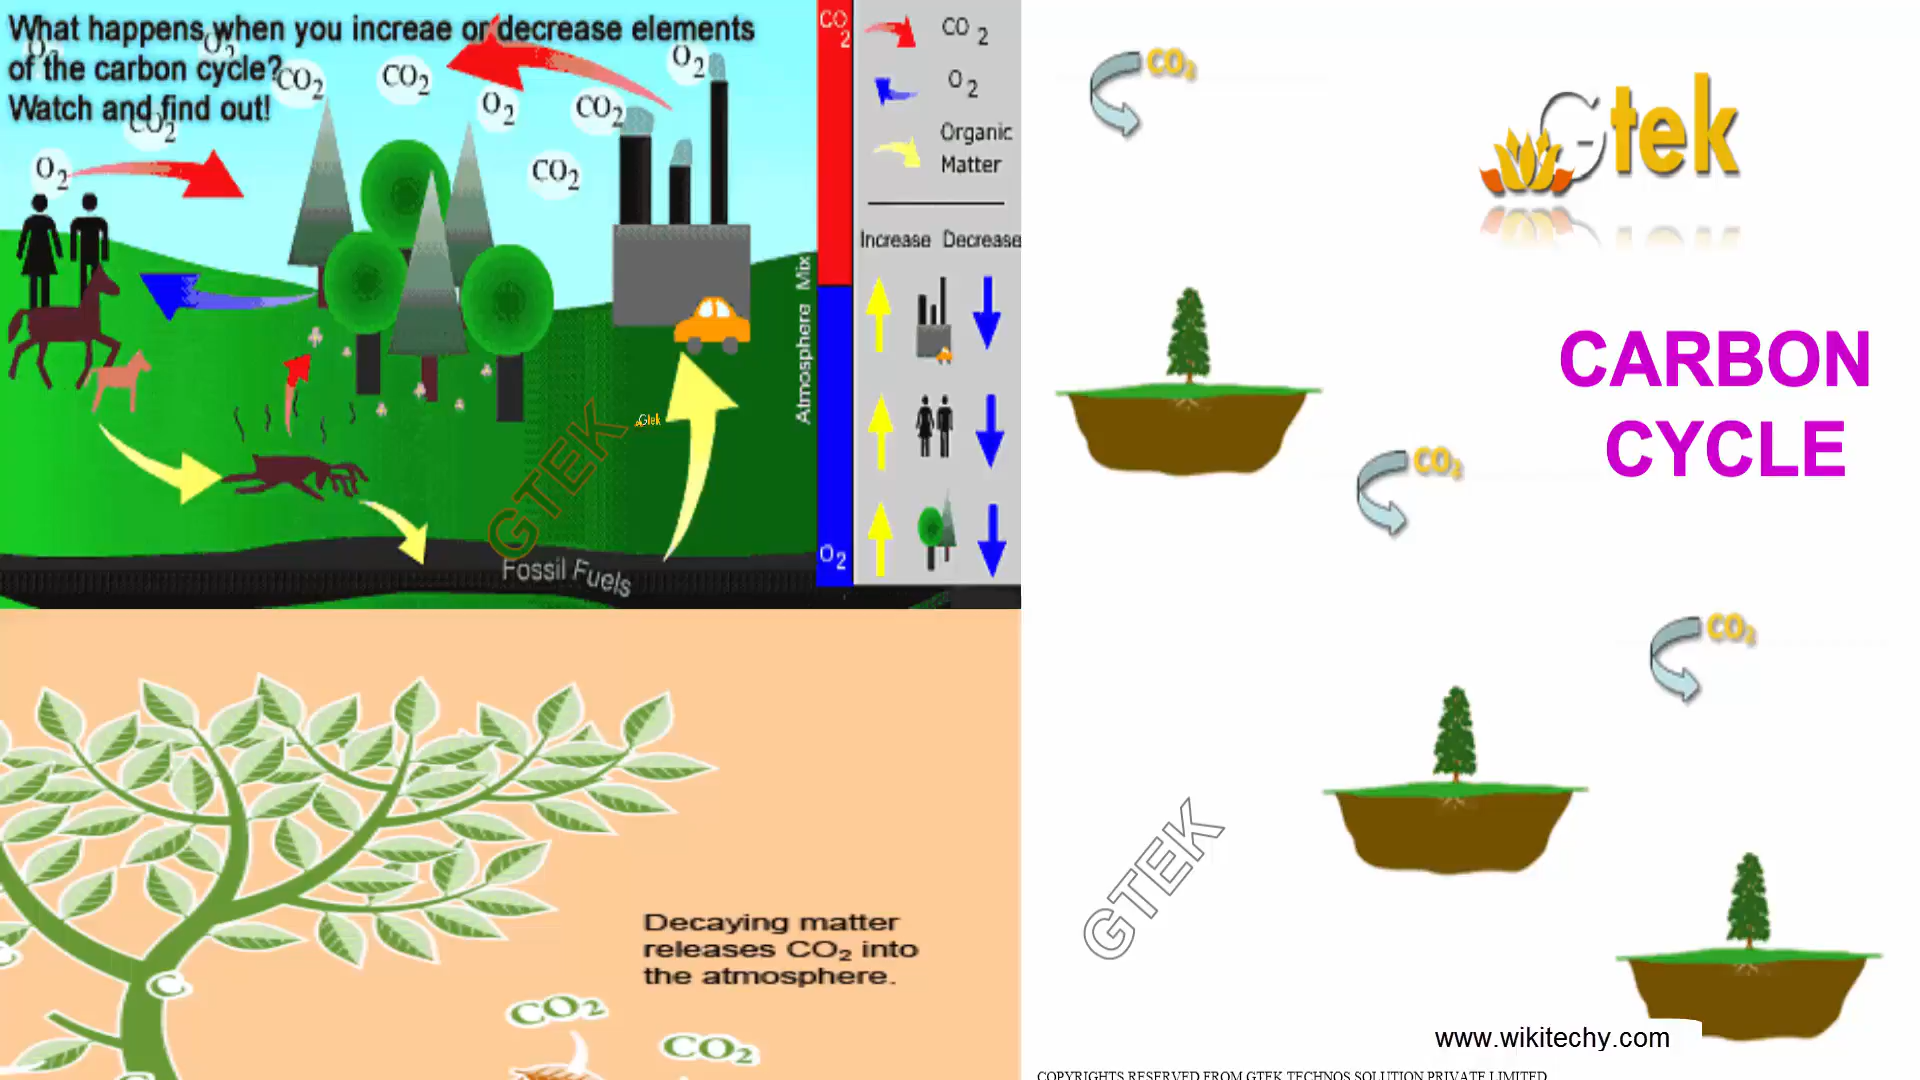 What happens when you increae or decrease elements
of the carbon cycle?
Watch and find out!
O2
O2
CO2
CO2
O2
CO2
O2
CO2
CO2
O2
CO2
CO2
CO2
O2
Organic
Matter
Increase Decrease
Atmosphere Mix
O2
GTEK
Gtek
Fossil Fuels
CO2
Gtek
CARBON
CYCLE
CO2
CO2
GTEK
Decaying matter
releases CO2 into
the atmosphere.
C
C
CO2
CO2
www.wikitechy.com
COPYRIGHTS RESERVED FROM GTEK TECHNOS SOLUTION PRIVATE LIMITED